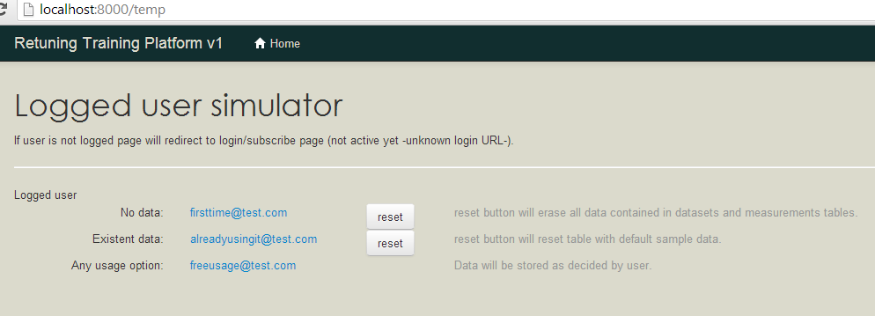 localhost:8000/temp
Retuning Training Platform v1 Home
Logged user simulator
If user is not logged page will redirect to login/subscribe page (not active yet -unknown login URL-).
Logged user
No data: firsttime@test.com reset reset button will erase all data contained in datasets and measurements tables.
Existent data: alreadyusingit@test.com reset reset button will reset table with default sample data.
Any usage option: freeusage@test.com Data will be stored as decided by user.